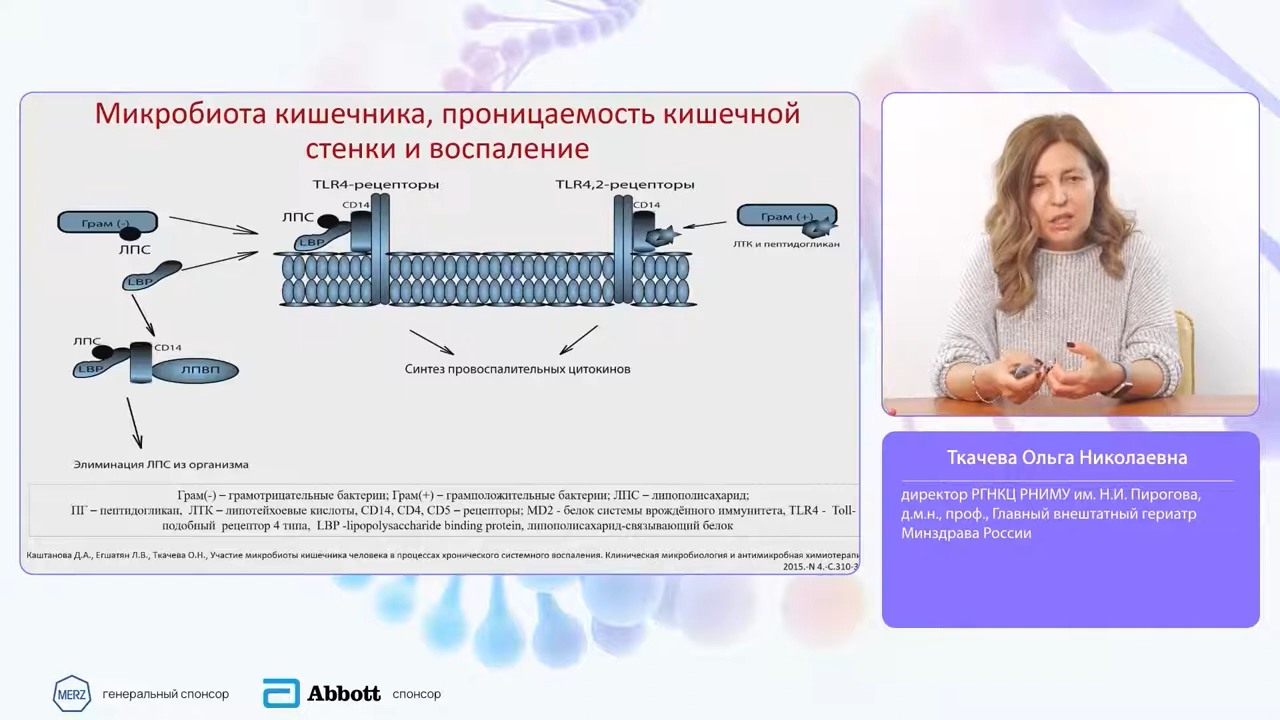 Микробиота кишечника, проницаемость кишечной
стенки и воспаление
TLR4-рецепторы
TLR4,2-рецепторы
CD14
CD14
ЛПС
LBP
Грам (-)
ЛПС
LBP
Грам (+)
ЛТК и пептидогликан
ЛПС
CD14
LBP
ЛПВП
Синтез провоспалительных цитокинов
Элиминация ЛПС из организма
Грам(-) – грамотрицательные бактерии; Грам(+) – грамположительные бактерии; ЛПС – липополисахарид;
ПГ – пептидогликан, ЛТК – липотейхоевые кислоты, CD14, CD4, CD5 – рецепторы; MD2 - белок системы врождённого иммунитета, TLR4 - Toll-
подобный рецептор 4 типа, LBP -lipopolysaccharide binding protein, липополисахарид-связывающий белок
Каштанова Д.А., Егшатян Л.В., Ткачева О.Н., Участие микробиоты кишечника человека в процессах хронического системного воспаления. Клиническая микробиология и антимикробная химиотерапи
2015.-N 4.-С.310-3
Ткачева Ольга Николаевна
директор РГНКЦ РНИМУ им. Н.И. Пирогова,
д.м.н., проф., Главный внештатный гериатр
Минздрава России
MERZ генеральный спонсор
Abbott спонсор